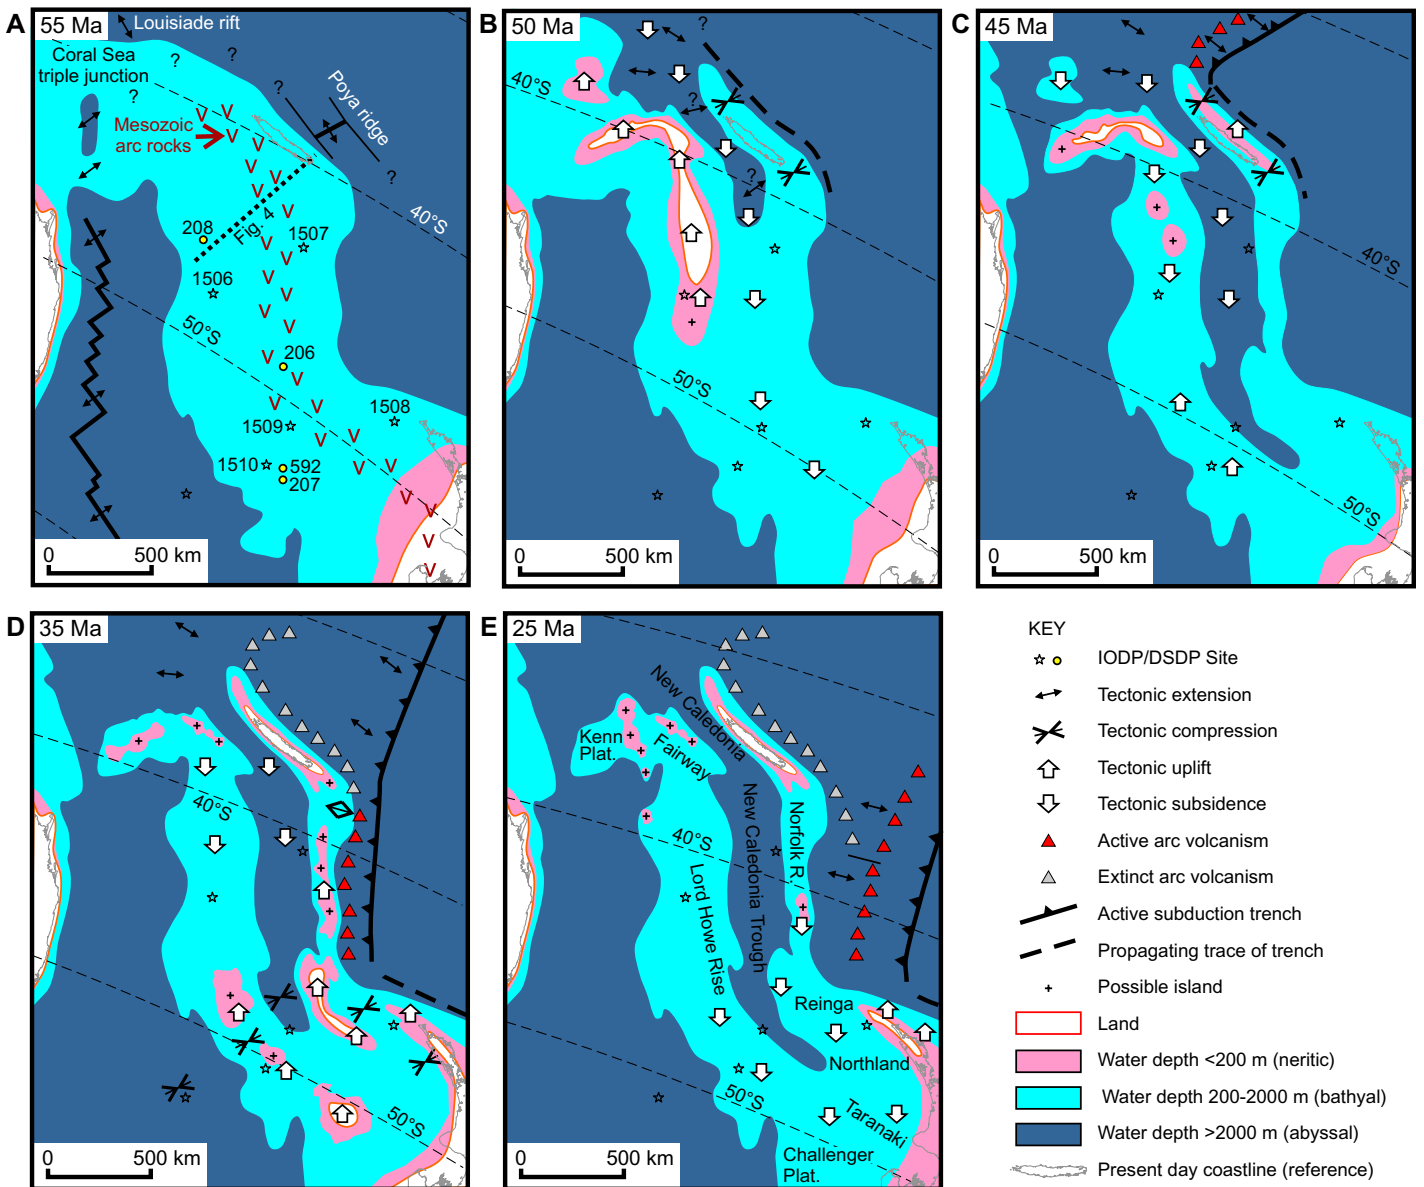 A
55 Ma
Louisiade rift
Coral Sea
triple junction
?
?
?
?
?
Poya ridge
Mesozoic
arc rocks
V V V V V V V V V V V V V V V V V V V V V V V V V V V
Fig. 4
40°S
208
1507
1506
50°S
206
1508
1509
1510
592
207
0 500 km
B
50 Ma
?
?
?
40°S
50°S
0 500 km
C
45 Ma
40°S
50°S
0 500 km
D
35 Ma
40°S
50°S
0 500 km
E
25 Ma
New Caledonia
Kenn
Plat.
Fairway
New Caledonia Trough
Norfolk R.
40°S
Lord Howe Rise
Reinga
Northland
50°S
Taranaki
Challenger
Plat.
0 500 km
KEY
IODP/DSDP Site
Tectonic extension
Tectonic compression
Tectonic uplift
Tectonic subsidence
Active arc volcanism
Extinct arc volcanism
Active subduction trench
Propagating trace of trench
Possible island
Land
Water depth <200 m (neritic)
Water depth 200-2000 m (bathyal)
Water depth >2000 m (abyssal)
Present day coastline (reference)